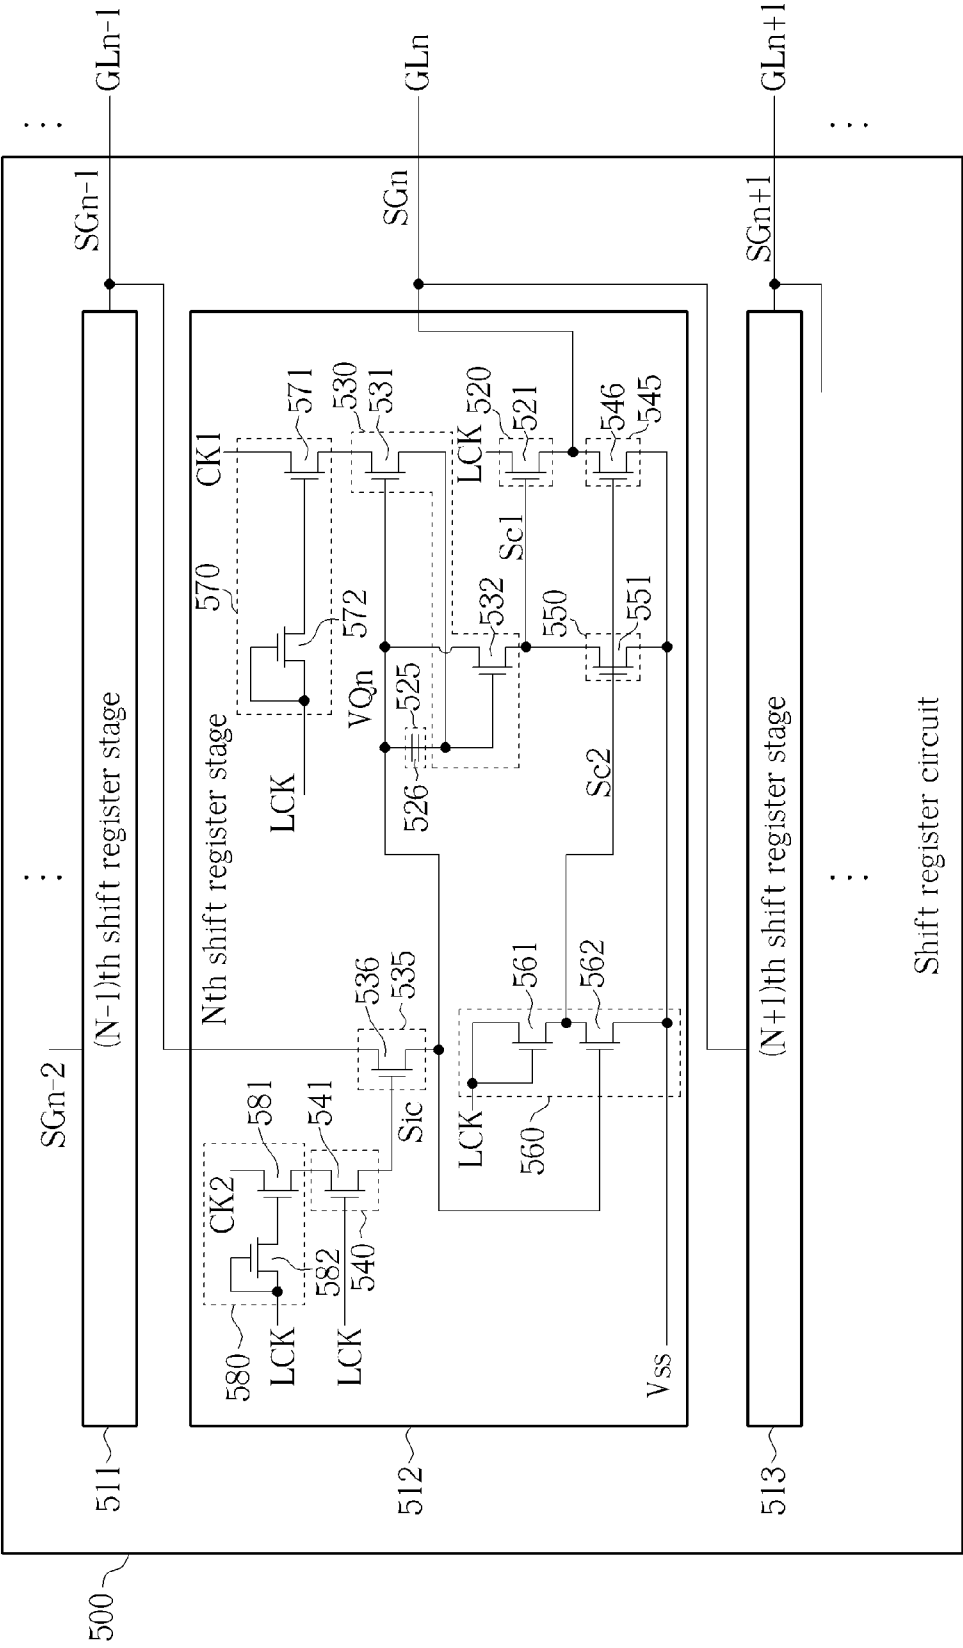 ...
...
SGn-2
SGn-1
GLn-1
500
511
(N-1)th shift register stage
Nth shift register stage
570
CK1
580
CK2
581
LCK
582
LCK
572
571
LCK
541
540
VQn
530
531
536
535
Sic
525
526
SGn
GLn
512
LCK
560
561
562
LCK
520
521
Sc1
532
550
551
546
545
Sc2
Vss
513
(N+1)th shift register stage
SGn+1
GLn+1
...
...
Shift register circuit